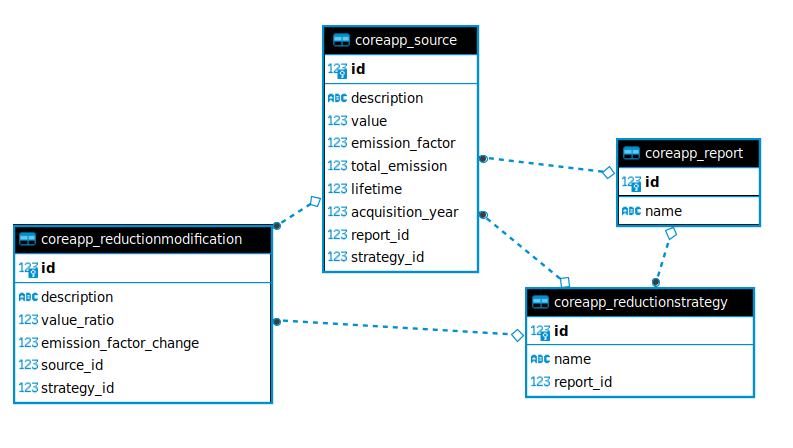 coreapp_source
123 id
ABC description
123 value
123 emission_factor
123 total_emission
123 lifetime
123 acquisition_year
123 report_id
123 strategy_id
coreapp_report
123 id
ABC name
coreapp_reductionmodification
123 id
ABC description
123 value_ratio
123 emission_factor_change
123 source_id
123 strategy_id
coreapp_reductionstrategy
123 id
ABC name
123 report_id